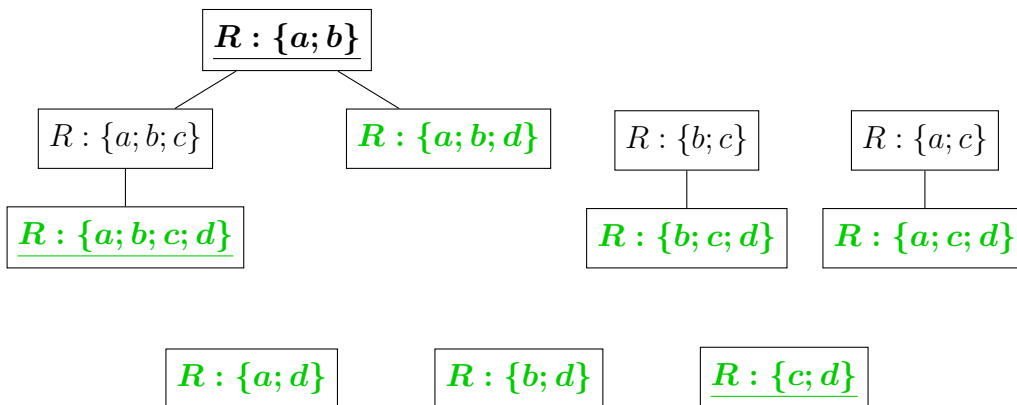 R : {a; b}
R : {a; b; c}
R : {a; b; d}
R : {b; c}
R : {a; c}
R : {a; b; c; d}
R : {b; c; d}
R : {a; c; d}
R : {a; d}
R : {b; d}
R : {c; d}